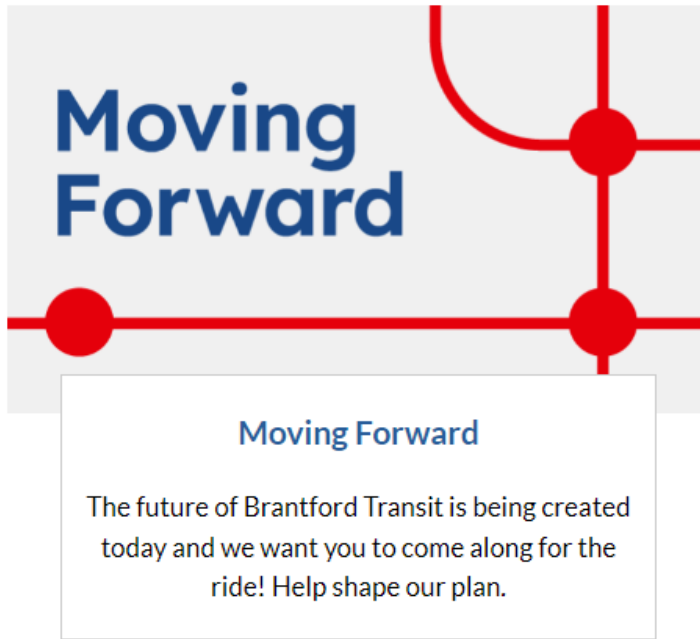 Moving
Forward
Moving Forward
The future of Brantford Transit is being created
today and we want you to come along for the
ride! Help shape our plan.